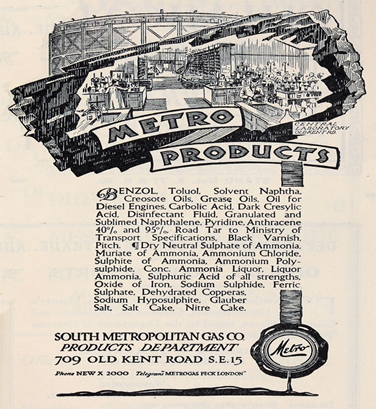 CENTRAL
LABORATORY
OLD KENT RD
METRO
PRODUCTS
BENZOL, Toluol, Solvent Naphtha,
Creosote Oils, Grease Oils, Oil for
Diesel Engines, Carbolic Acid, Dark Cresylic
Acid, Disinfectant Fluid, Granulated and
Sublimed Naphthalene, Pyridine, Anthracene
40% and 95%. Road Tar to Ministry of
Transport Specifications, Black Varnish,
Pitch. ¶ Dry Neutral Sulphate of Ammonia,
Muriate of Ammonia, Ammonium Chloride,
Sulphite of Ammonia, Ammonium Poly-
sulphide, Conc. Ammonia Liquor, Liquor
Ammonia, Sulphuric Acid of all strengths,
Oxide of Iron, Sodium Sulphide, Ferric
Sulphate, Dehydrated Copperas,
Sodium Hyposulphite, Glauber
Salt, Salt Cake, Nitre Cake.
SOUTH METROPOLITAN GAS CO
PRODUCTS DEPARTMENT
709 OLD KENT ROAD S.E.15
Phone NEW X 2000 Telegrams METROGAS PECK LONDON
Metro